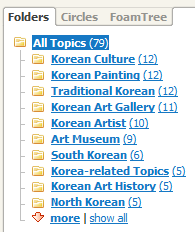 Folders Circles FoamTree
All Topics (79)
Korean Culture (12)
Korean Painting (12)
Traditional Korean (12)
Korean Art Gallery (11)
Korean Artist (10)
Art Museum (9)
South Korean (6)
Korea-related Topics (5)
Korean Art History (5)
North Korean (5)
more | show all